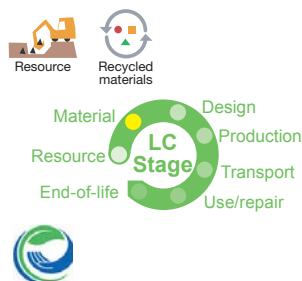 Resource
Recycled
materials
Material
Design
Production
Resource
LC
Stage
Transport
End-of-life
Use/repair